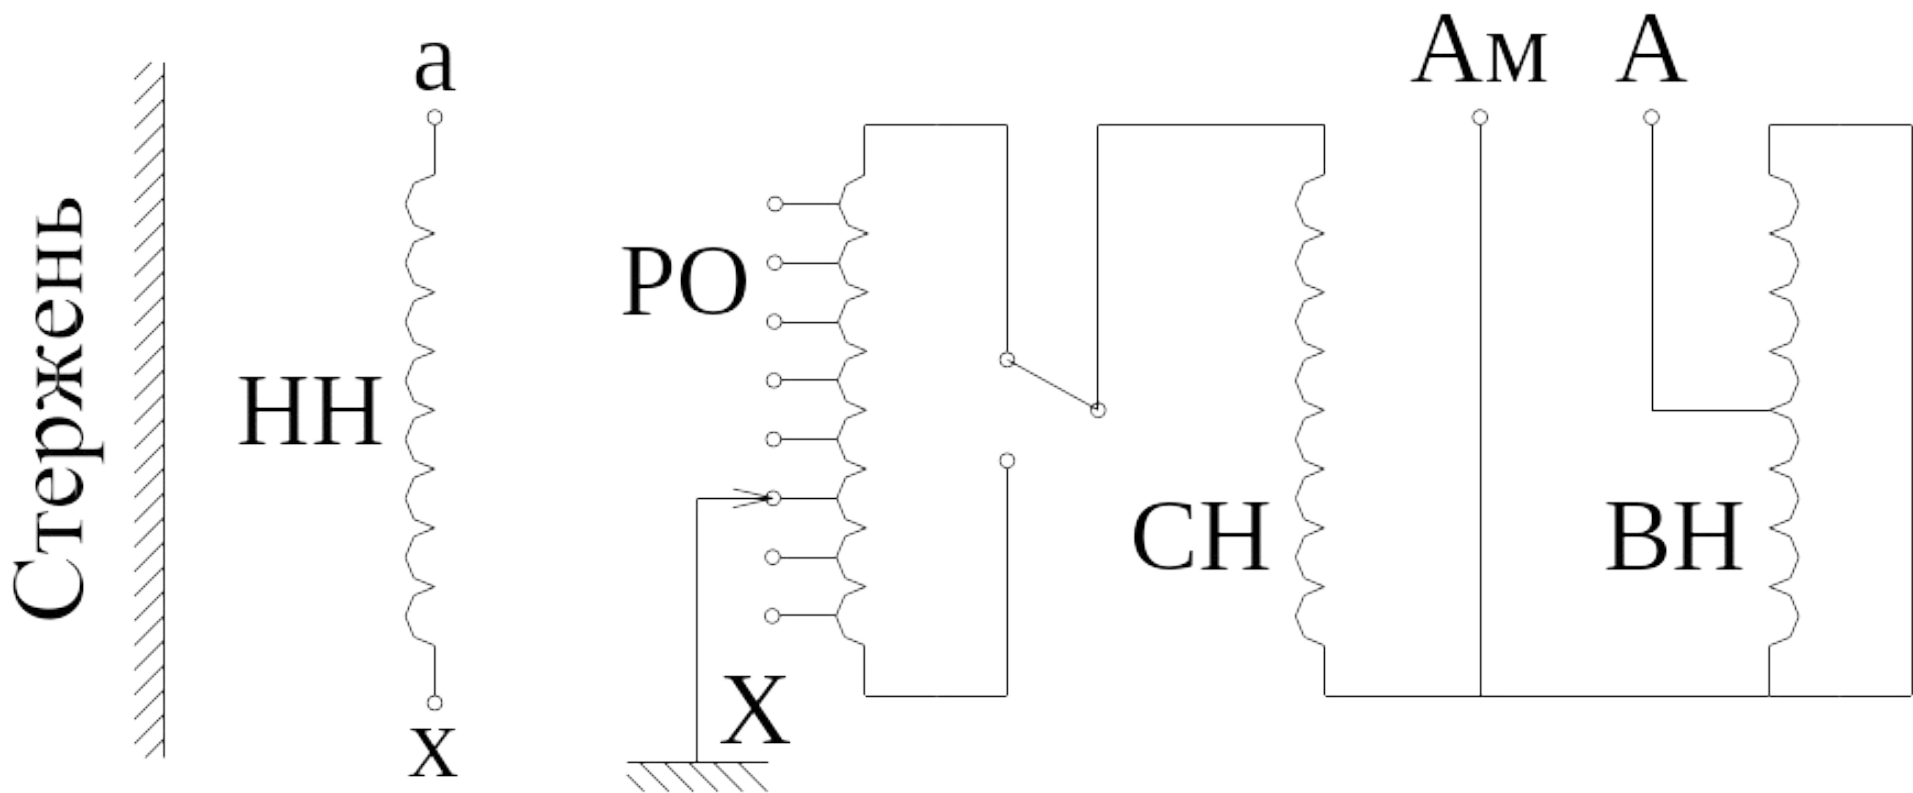 Стержень
а
НН
х
РО
Х
СН
Ам
А
ВН